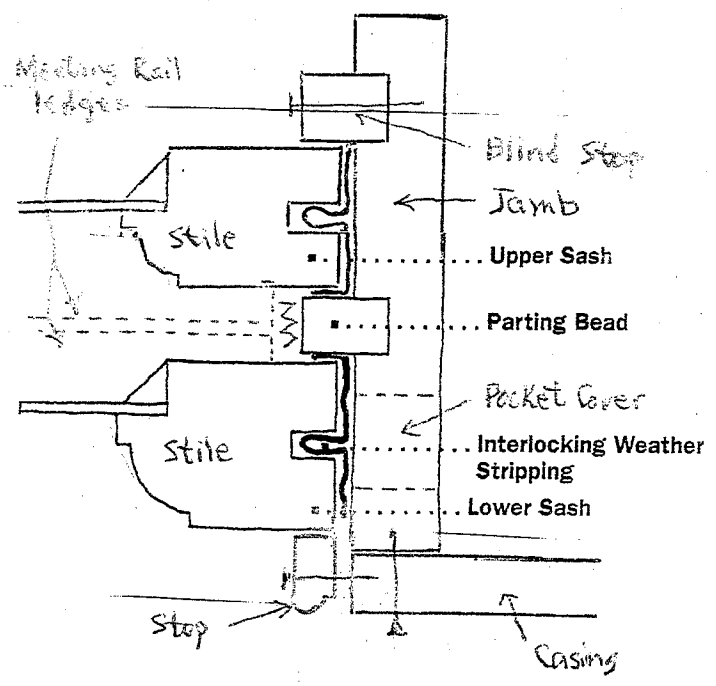 Meeting Rail
Edges
Blind Stop
Jamb
Stile
Upper Sash
Parting Bead
Pocket Cover
Stile
Interlocking Weather
Stripping
Lower Sash
Stop
Casing